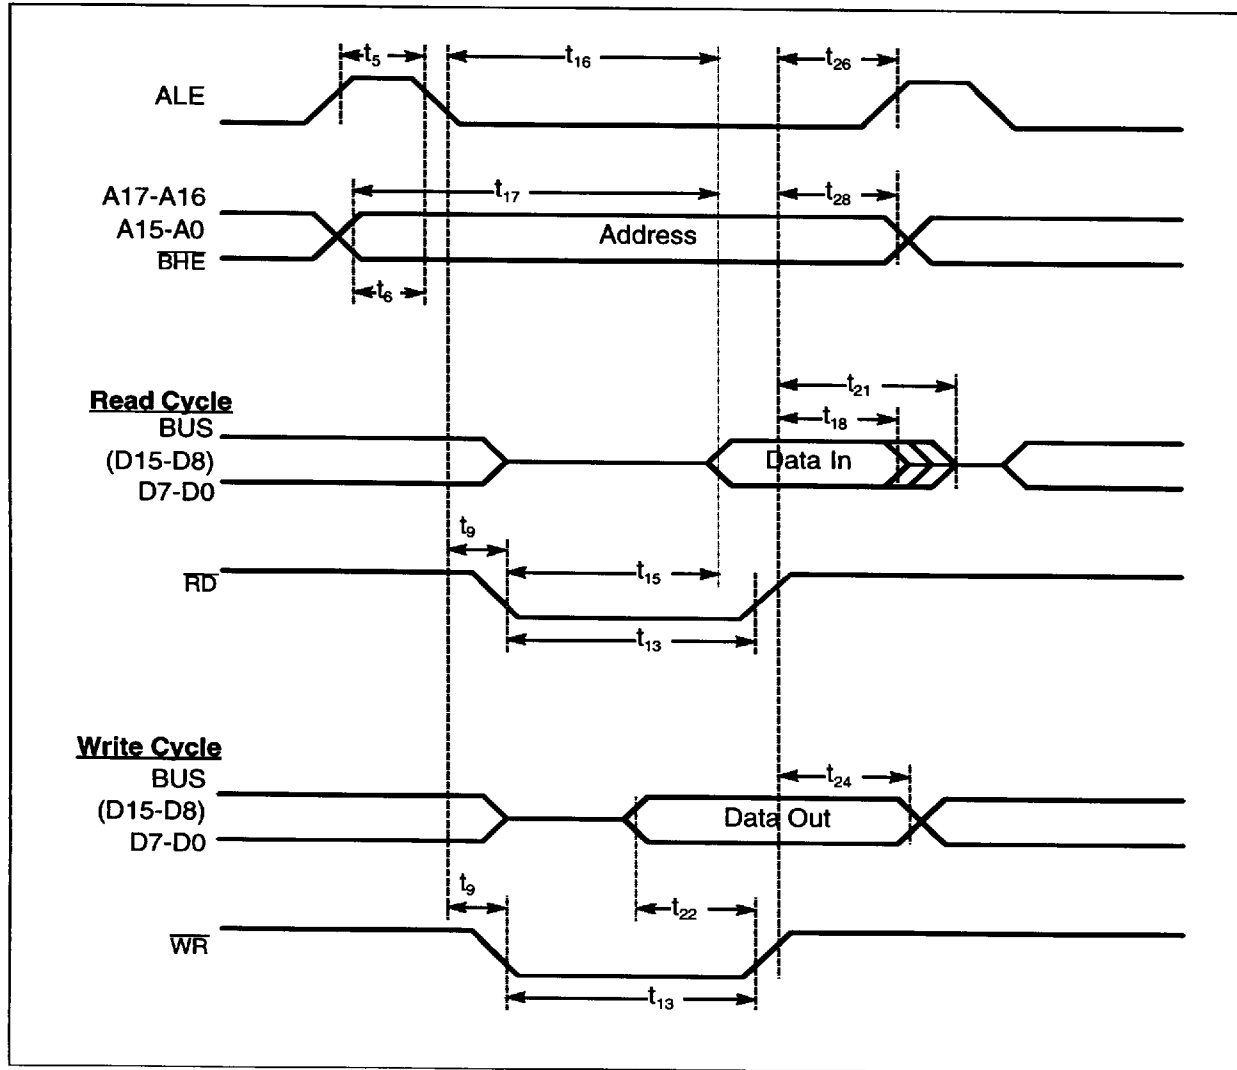 t5 t16 t26
ALE
A17-A16 t17 t28
A15-A0 Address
BHE
t6
t21
Read Cycle
BUS t18
(D15-D8) Data In
D7-D0
t9
RD t15
t13
Write Cycle
BUS t24
(D15-D8) Data Out
D7-D0
t9 t22
WR
t13